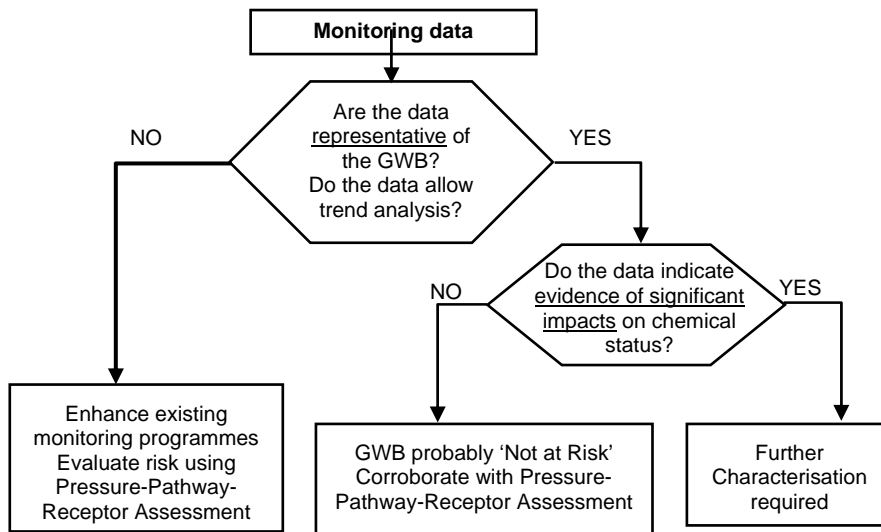 Monitoring data
Are the data
representative of
the GWB?
Do the data allow
trend analysis?
NO
YES
Do the data indicate
evidence of significant
impacts on chemical
status?
NO
YES
Enhance existing
monitoring programmes
Evaluate risk using
Pressure-Pathway-
Receptor Assessment
GWB probably ‘Not at Risk’
Corroborate with Pressure-
Pathway-Receptor Assessment
Further
Characterisation
required